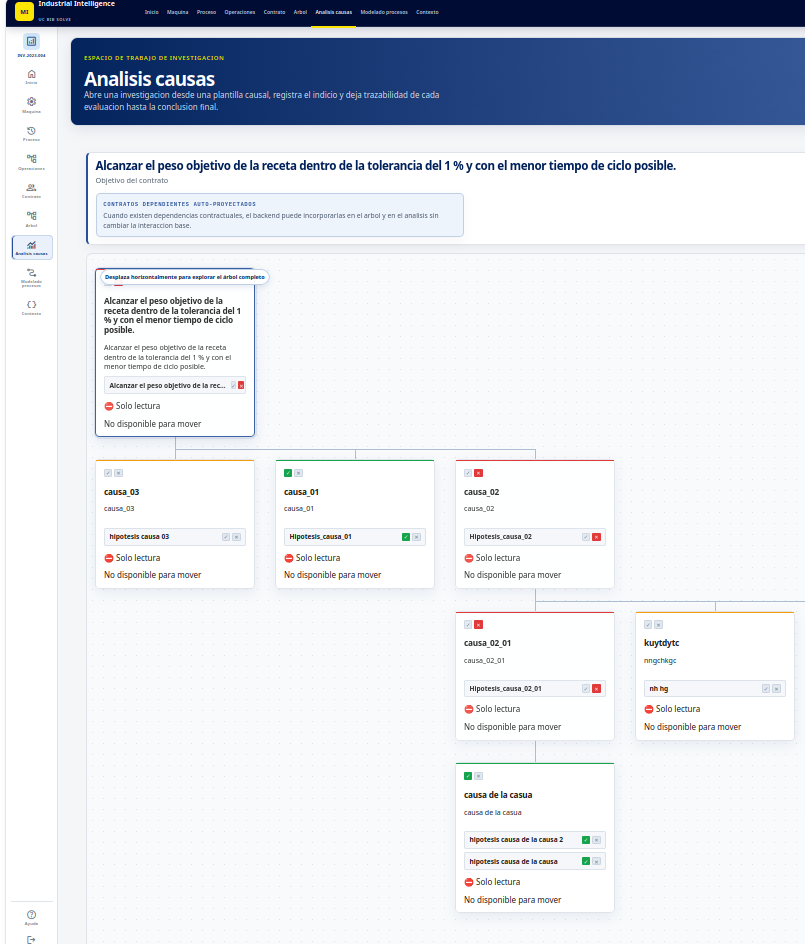 MI
Industrial Intelligence
UC BIB SOLVE
Inicio
Maquina
Proceso
Operaciones
Contrato
Arbol
Analisis causas
Modelado procesos
Contexto
INV-2023-004
Inicio
Maquina
Proceso
Operaciones
Contrato
Arbol
Analisis causas
Modelado
procesos
Contexto
Ayuda
ESPACIO DE TRABAJO DE INVESTIGACION
Analisis causas
Abre una investigacion desde una plantilla causal, registra el indicio y deja trazabilidad de cada
evaluacion hasta la conclusion final.
Alcanzar el peso objetivo de la receta dentro de la tolerancia del 1 % y con el menor tiempo de ciclo posible.
Objetivo del contrato
CONTRATOS DEPENDIENTES AUTO-PROYECTADOS
Cuando existen dependencias contractuales, el backend puede incorporarlas en el arbol y en el analisis sin
cambiar la interaccion base.
Desplaza horizontalmente para explorar el árbol completo
Alcanzar el peso objetivo de la
receta dentro de la tolerancia del 1
% y con el menor tiempo de ciclo
posible.
Alcanzar el peso objetivo de la receta
dentro de la tolerancia del 1 % y con el
menor tiempo de ciclo posible.
Alcanzar el peso objetivo de la rec...
Solo lectura
No disponible para mover
causa_03
causa_03
hipotesis causa 03
Solo lectura
No disponible para mover
causa_01
causa_01
Hipotesis_causa_01
Solo lectura
No disponible para mover
causa_02
causa_02
Hipotesis_causa_02
Solo lectura
No disponible para mover
causa_02_01
causa_02_01
Hipotesis_causa_02_01
Solo lectura
No disponible para mover
kuytdytc
nngchkgc
nh hg
Solo lectura
No disponible para mover
causa de la casua
causa de la casua
hipotesis causa de la causa 2
hipotesis causa de la causa
Solo lectura
No disponible para mover